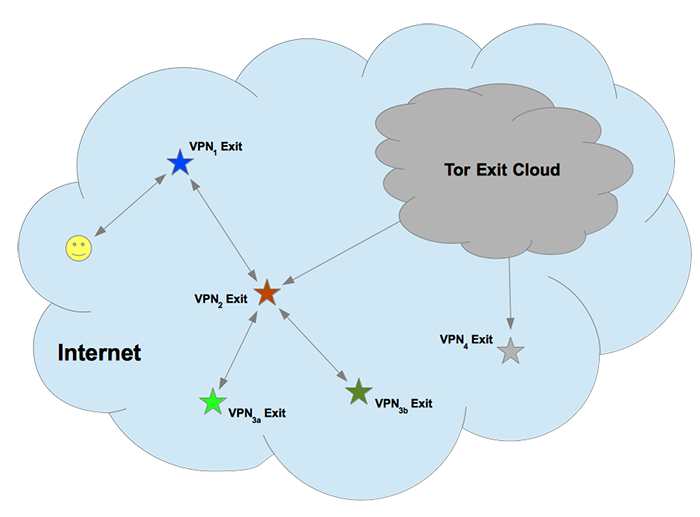 VPN1 Exit
Tor Exit Cloud
VPN2 Exit
VPN4 Exit
Internet
VPN3a Exit
VPN3b Exit